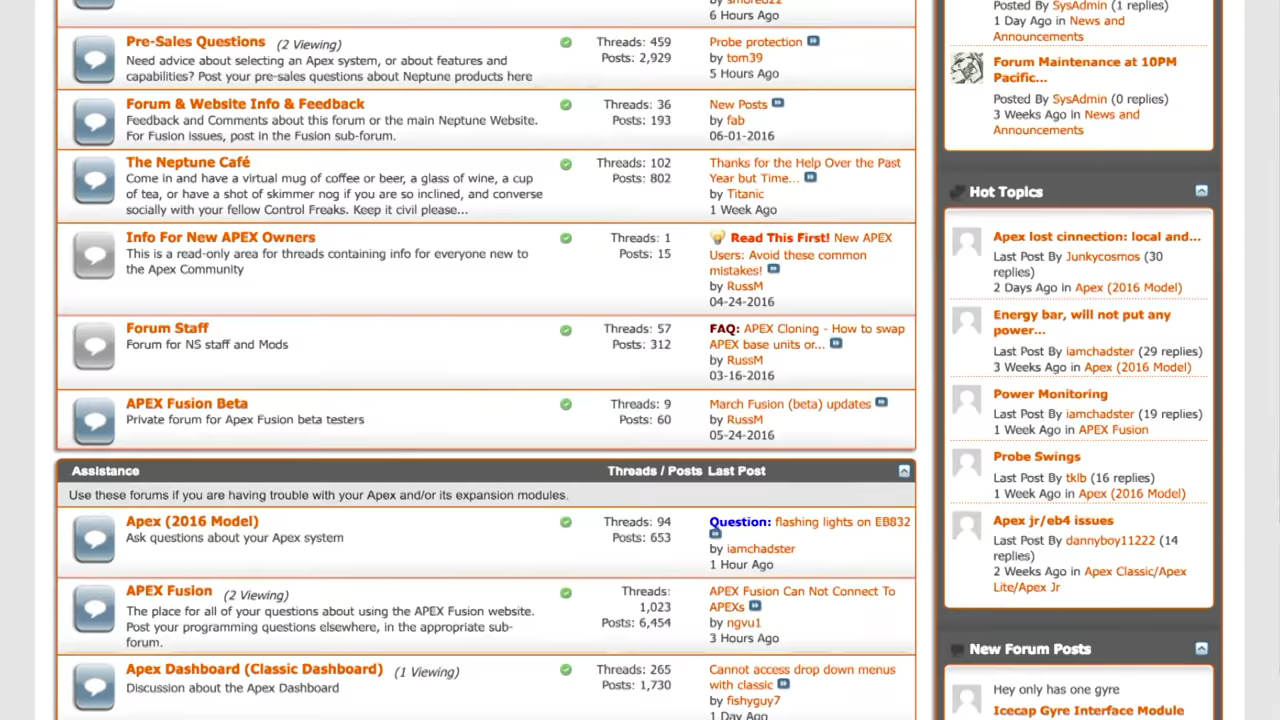 6 Hours Ago
Pre-Sales Questions (2 Viewing)
Need advice about selecting an Apex system, or about features and
capabilities? Post your pre-sales questions about Neptune products here
Threads: 459
Posts: 2,929
Probe protection
by tom39
5 Hours Ago
Forum & Website Info & Feedback
Feedback and Comments about this forum or the main Neptune Website.
For Fusion issues, post in the Fusion sub-forum.
Threads: 36
Posts: 193
New Posts
by fab
06-01-2016
The Neptune Café
Come in and have a virtual mug of coffee or beer, a glass of wine, a cup
of tea, or have a shot of skimmer nog if you are so inclined, and converse
socially with your fellow Control Freaks. Keep it civil please...
Threads: 102
Posts: 802
Thanks for the Help Over the Past
Year but Time...
by Titanic
1 Week Ago
Info For New APEX Owners
This is a read-only area for threads containing info for everyone new to
the Apex Community
Threads: 1
Posts: 15
Read This First! New APEX
Users: Avoid these common
mistakes!
by RussM
04-24-2016
Forum Staff
Forum for NS staff and Mods
Threads: 57
Posts: 312
FAQ: APEX Cloning - How to swap
APEX base units or...
by RussM
03-16-2016
APEX Fusion Beta
Private forum for Apex Fusion beta testers
Threads: 9
Posts: 60
March Fusion (beta) updates
by RussM
05-24-2016
Assistance
Threads / Posts Last Post
Use these forums if you are having trouble with your Apex and/or its expansion modules.
Apex (2016 Model)
Ask questions about your Apex system
Threads: 94
Posts: 653
Question: flashing lights on EB832
by iamchadster
1 Hour Ago
APEX Fusion (2 Viewing)
The place for all of your questions about using the APEX Fusion website.
Post your programming questions elsewhere, in the appropriate sub-
forum.
Threads:
1,023
Posts: 6,454
APEX Fusion Can Not Connect To
APEXs
by ngvu1
3 Hours Ago
Apex Dashboard (Classic Dashboard) (1 Viewing)
Discussion about the Apex Dashboard
Threads: 265
Posts: 1,730
Cannot access drop down menus
with classic
by fishyguy7
1 Day Ago
Posted By SysAdmin (1 replies)
1 Day Ago in News and
Announcements
Forum Maintenance at 10PM
Pacific...
Posted By SysAdmin (0 replies)
3 Weeks Ago in News and
Announcements
Hot Topics
Apex lost cinnection: local and...
Last Post By Junkycosmos (30
replies)
2 Days Ago in Apex (2016 Model)
Energy bar, will not put any
power...
Last Post By iamchadster (29 replies)
3 Weeks Ago in Apex (2016 Model)
Power Monitoring
Last Post By iamchadster (19 replies)
1 Week Ago in APEX Fusion
Probe Swings
Last Post By tklb (16 replies)
1 Week Ago in Apex (2016 Model)
Apex jr/eb4 issues
Last Post By dannyboy11222 (14
replies)
2 Weeks Ago in Apex Classic/Apex
Lite/Apex Jr
New Forum Posts
Hey only has one gyre
Icecap Gyre Interface Module